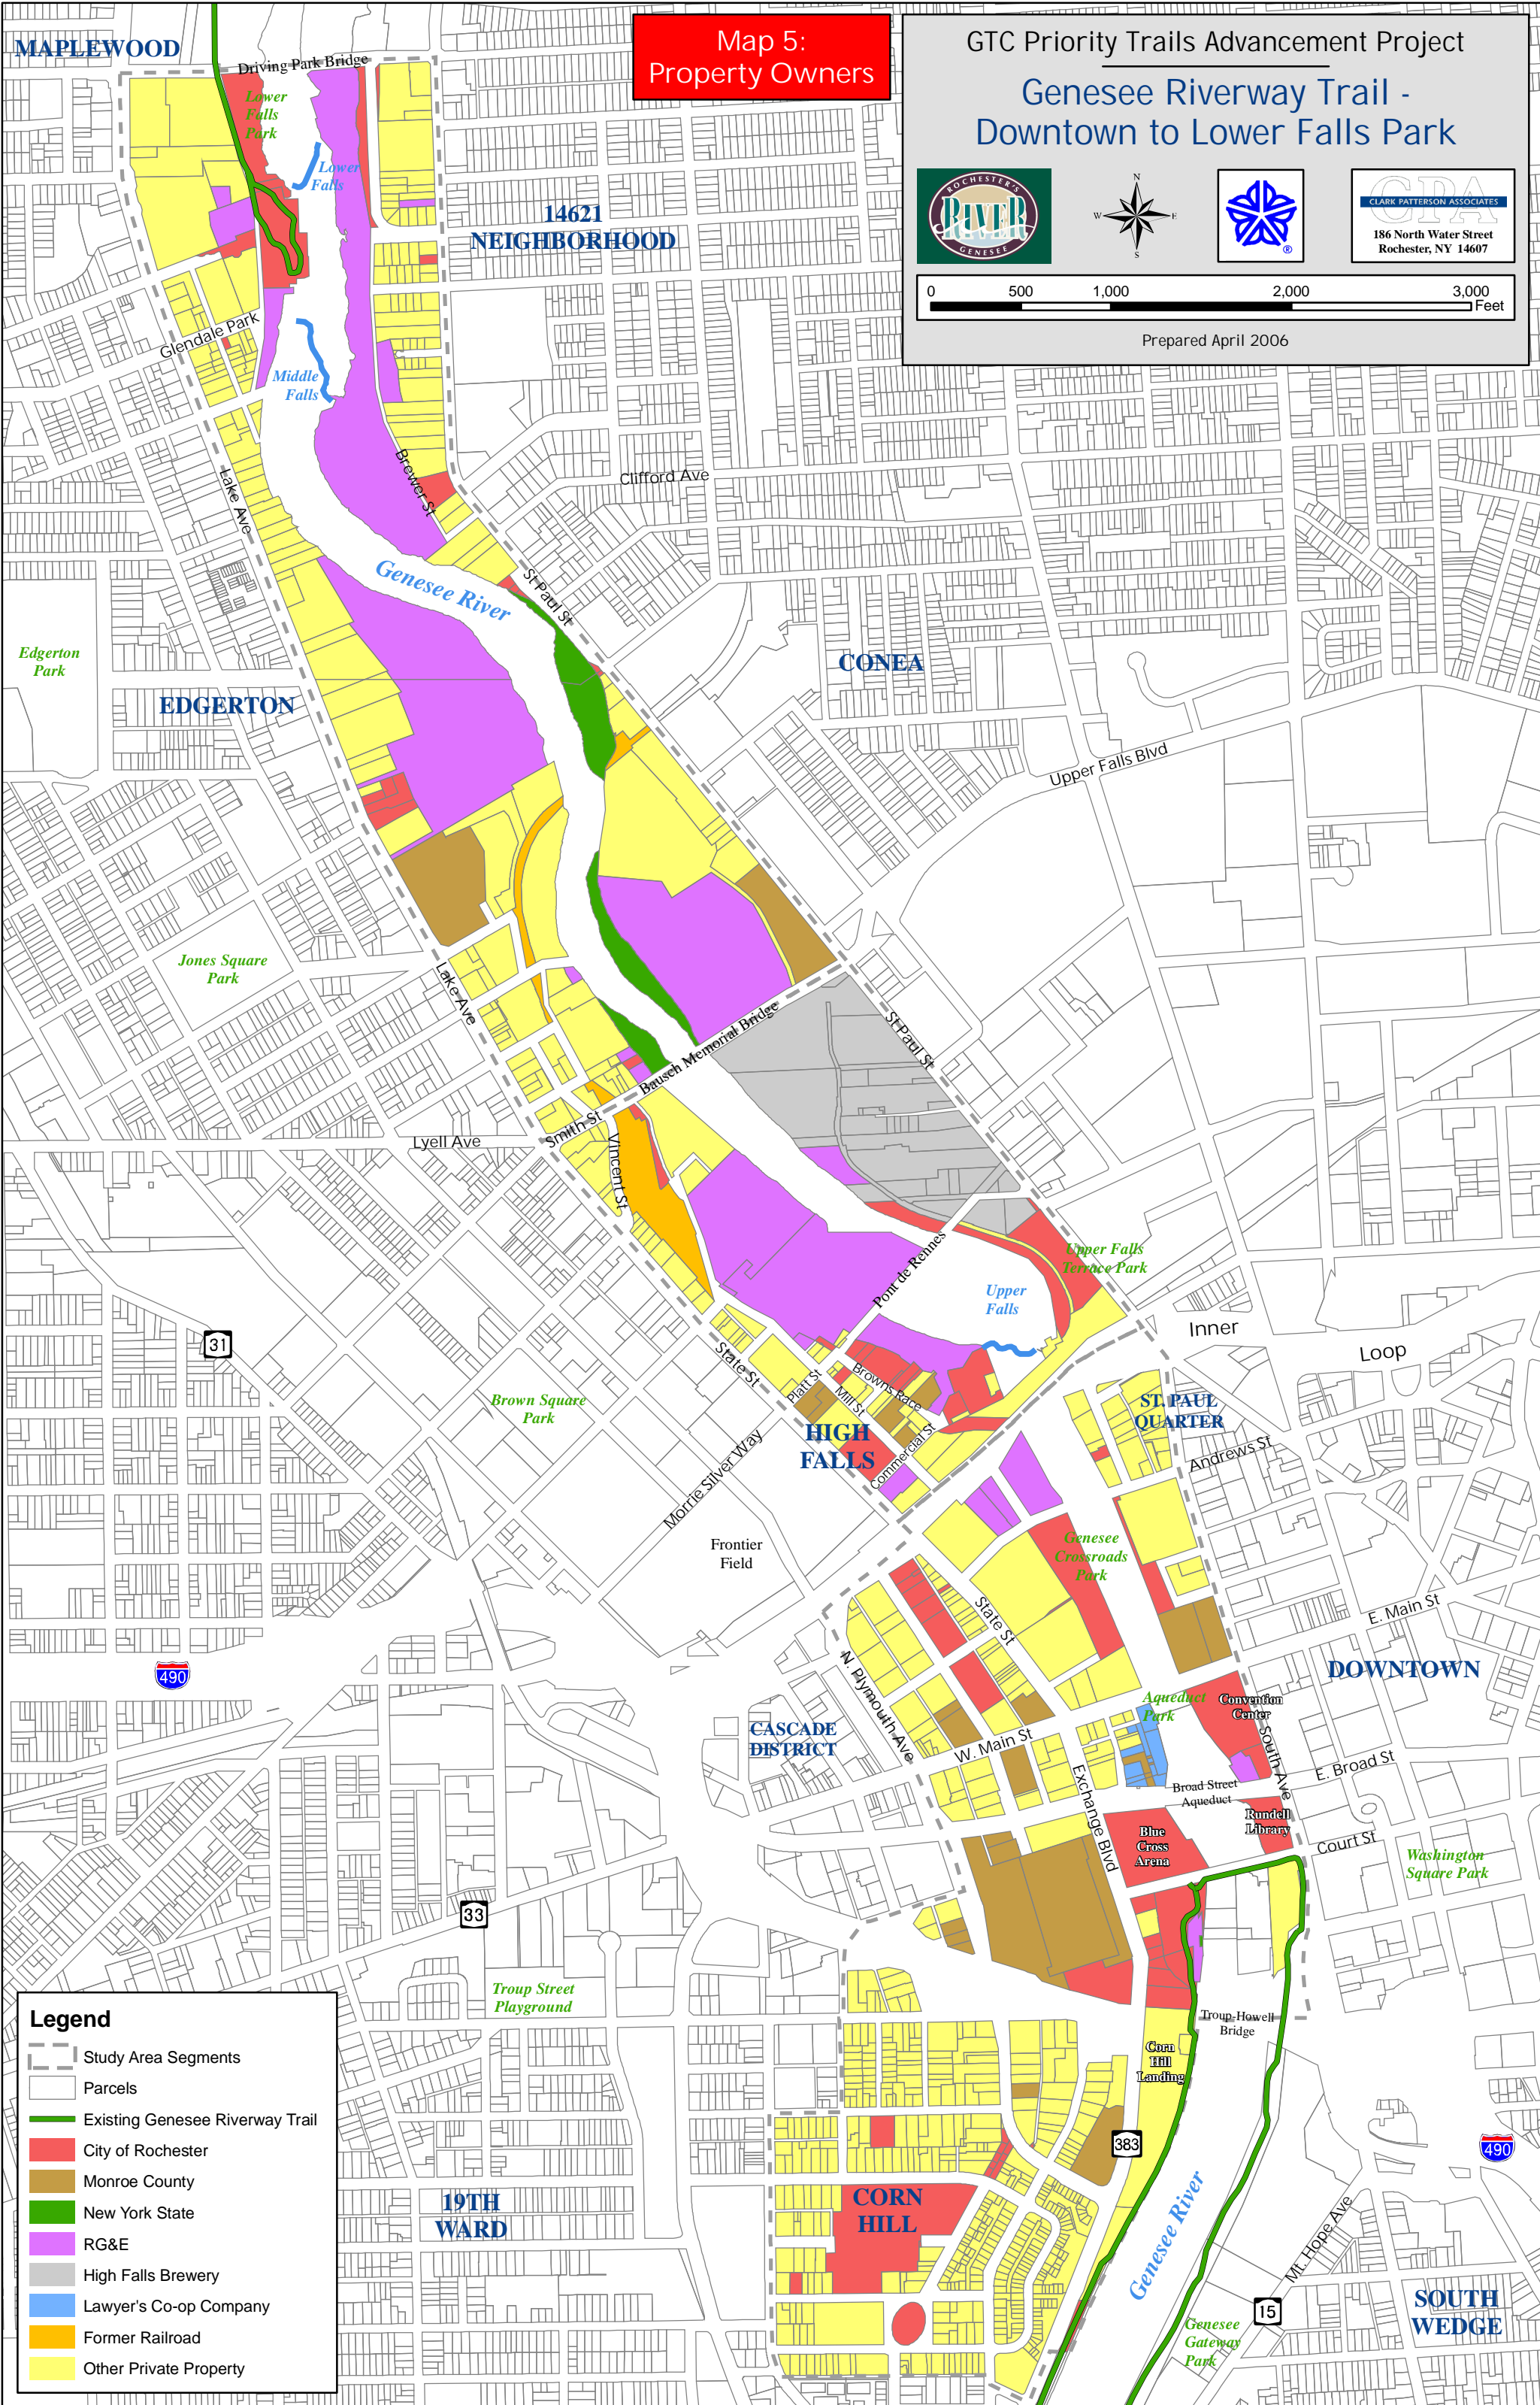 Map 5:
Property Owners
GTC Priority Trails Advancement Project
Genesee Riverway Trail -
Downtown to Lower Falls Park
ROCHESTER'S
RIVER
GENESEE
N
W
E
S
®
CPA
CLARK PATTERSON ASSOCIATES
186 North Water Street
Rochester, NY 14607
0
500
1,000
2,000
3,000
Feet
Prepared April 2006
MAPLEWOOD
Driving Park Bridge
Lower
Falls
Park
Lower
Falls
14621
NEIGHBORHOOD
Glendale Park
Middle
Falls
Brewer St
Clifford Ave
Lake Ave
Genesee River
St Paul St
Edgerton
Park
CONEA
EDGERTON
Upper Falls Blvd
Jones Square
Park
Lake Ave
Bausch Memorial Bridge
St Paul St
Lyell Ave
Smith St
Vincent St
Upper Falls
Terrace Park
Pont de Rennes
Upper
Falls
Inner
Loop
31
State St
Platt St
Browns Race
Mill St
Brown Square
Park
HIGH
FALLS
Commercial St
ST. PAUL
QUARTER
Andrews St
Morrie Silver Way
Frontier
Field
Genesee
Crossroads
Park
State St
E. Main St
490
N. Plymouth Ave
DOWNTOWN
Aqueduct
Park
Convention
Center
CASCADE
DISTRICT
W. Main St
South Ave
Exchange Blvd
E. Broad St
Broad Street
Aqueduct
Rundell
Library
Blue
Cross
Arena
Court St
Washington
Square Park
33
Troup Street
Playground
Troup-Howell
Bridge
Corn
Hill
Landing
383
490
19TH
WARD
CORN
HILL
Genesee River
Mt. Hope Ave
15
Genesee
Gateway
Park
SOUTH
WEDGE
Legend
Study Area Segments
Parcels
Existing Genesee Riverway Trail
City of Rochester
Monroe County
New York State
RG&E
High Falls Brewery
Lawyer's Co-op Company
Former Railroad
Other Private Property